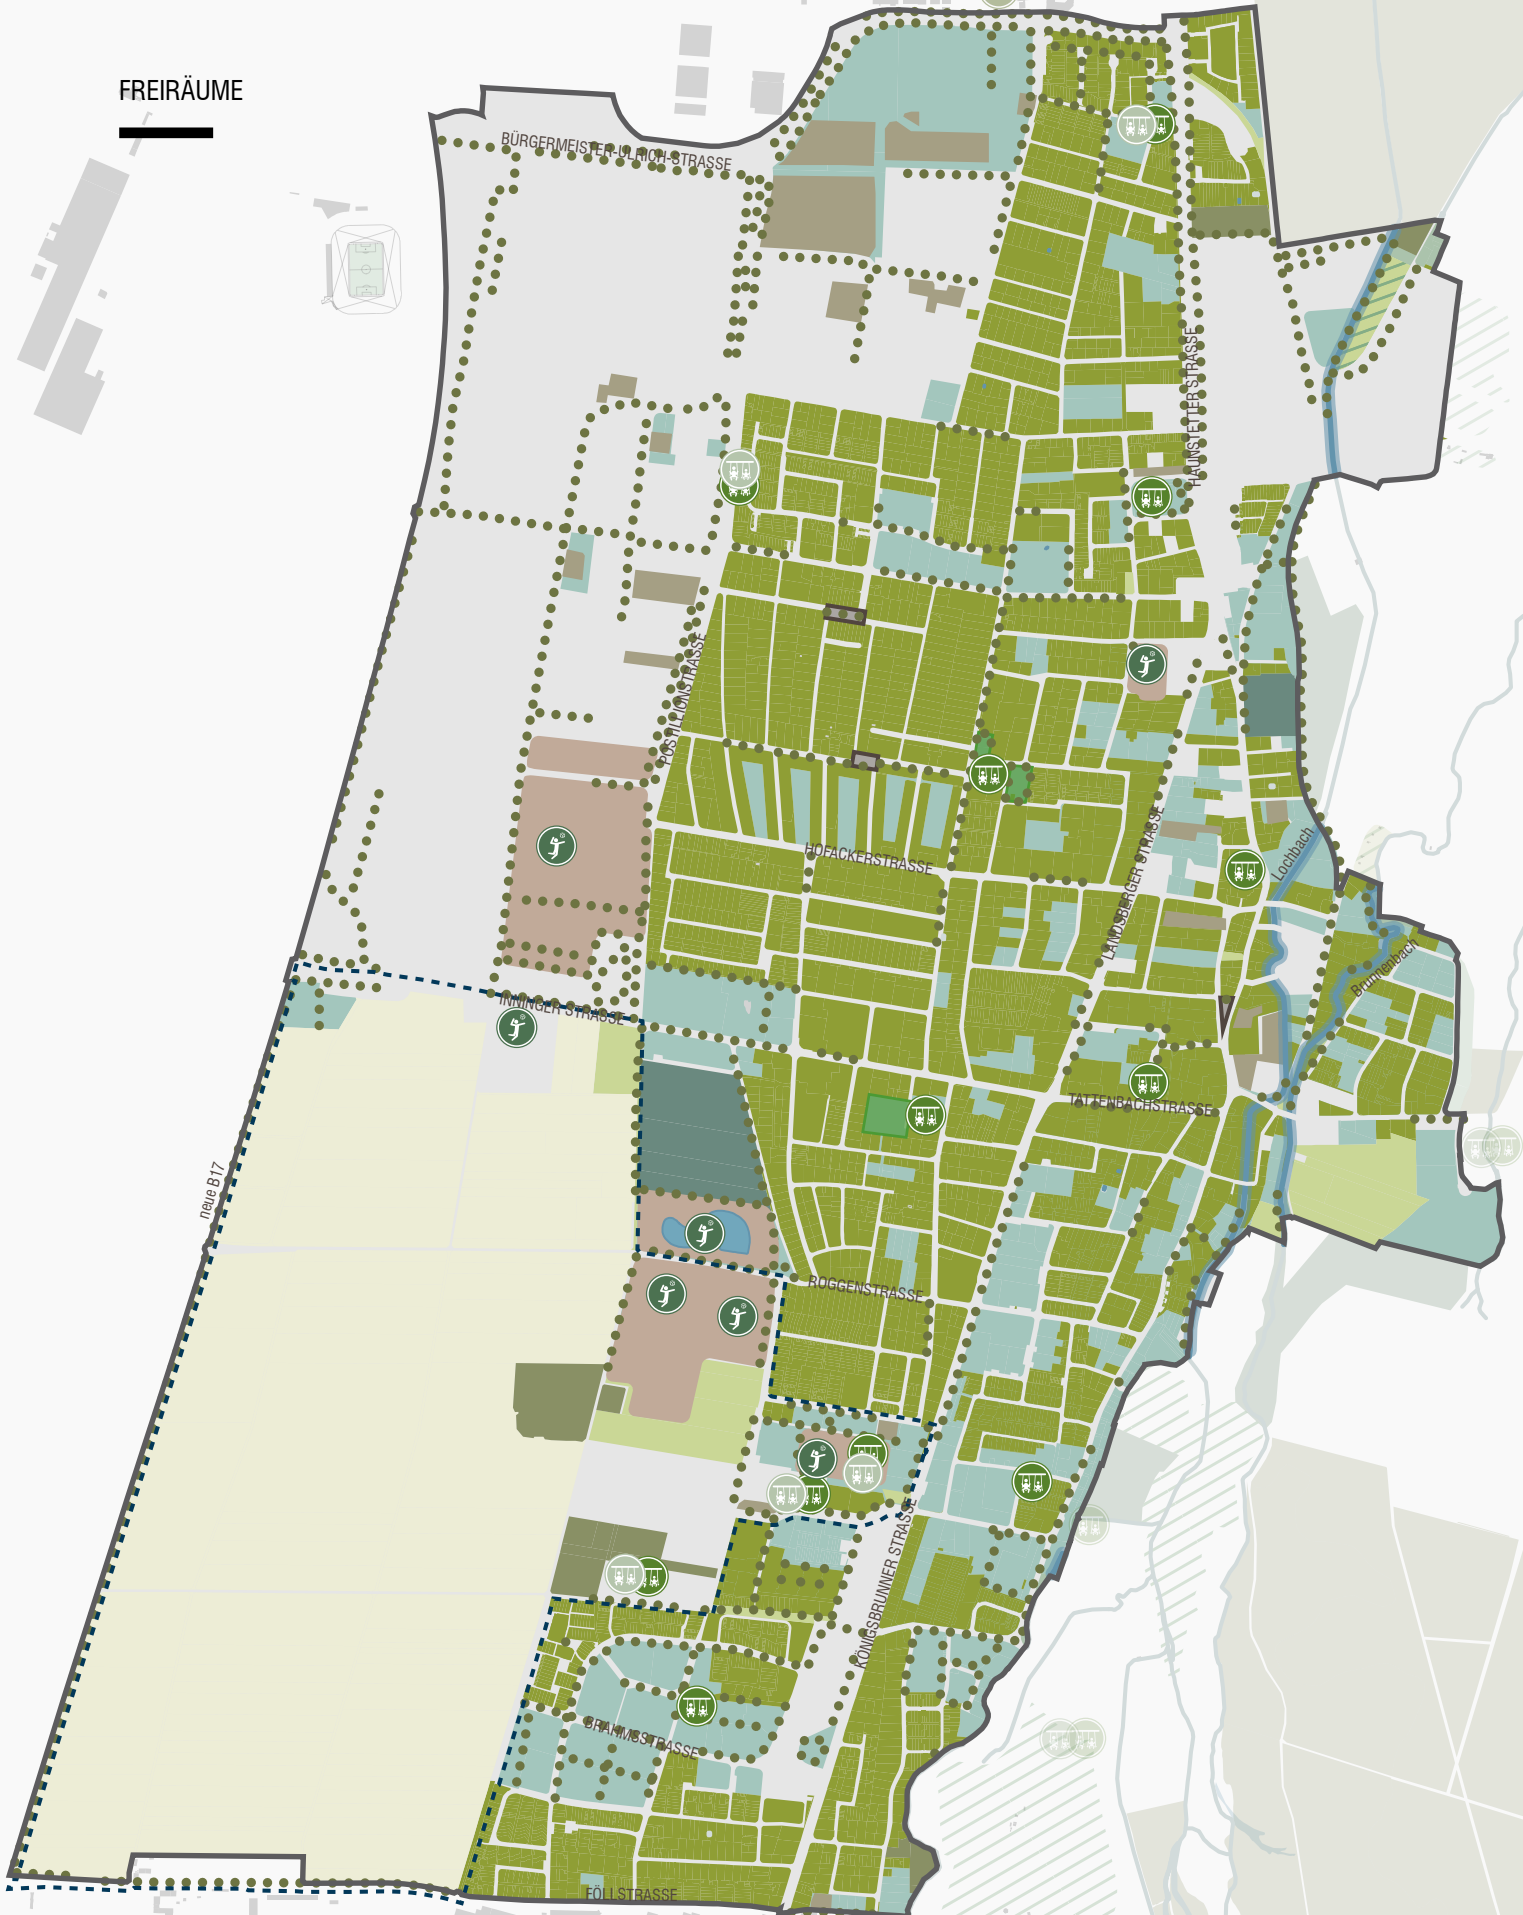 FREIRÄUME
BÜRGERMEISTER-ULRICH-STRASSE
HAUNSTETTER STRASSE
POSTILLIONSTRASSE
HOFACKERSTRASSE
LANDSBERGER STRASSE
Lochbach
Brunnenbach
INNINGER STRASSE
TATTENBACHSTRASSE
neue B17
ROGGENSTRASSE
KÖNIGSBRUNNER STRASSE
BRAHMSSTRASSE
FÖLLSTRASSE